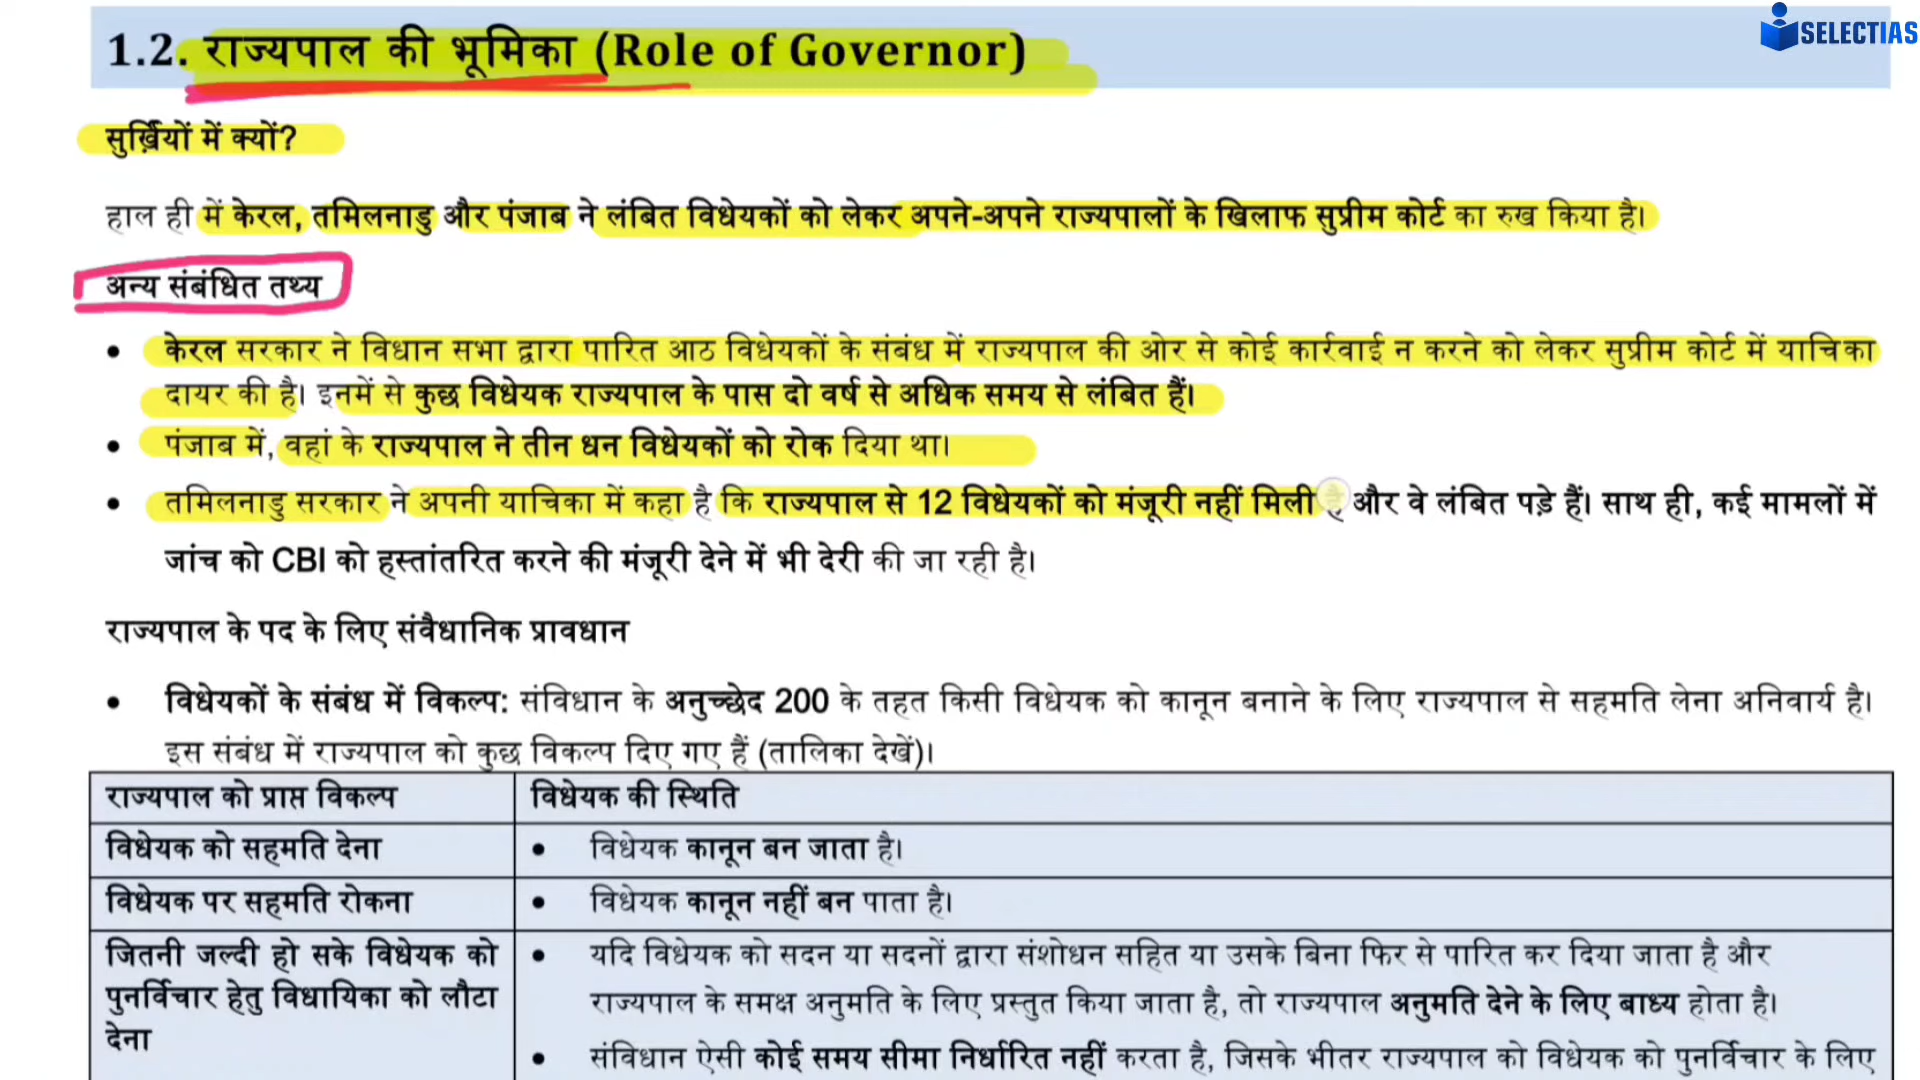 1.2. राज्यपाल की भूमिका (Role of Governor)
SELECTIAS
सुर्ख़ियों में क्यों?
हाल ही में केरल, तमिलनाडु और पंजाब ने लंबित विधेयकों को लेकर अपने-अपने राज्यपालों के खिलाफ सुप्रीम कोर्ट का रुख किया है।
अन्य संबंधित तथ्य
• केरल सरकार ने विधान सभा द्वारा पारित आठ विधेयकों के संबंध में राज्यपाल की ओर से कोई कार्रवाई न करने को लेकर सुप्रीम कोर्ट में याचिका
दायर की है। इनमें से कुछ विधेयक राज्यपाल के पास दो वर्ष से अधिक समय से लंबित हैं।
• पंजाब में, वहां के राज्यपाल ने तीन धन विधेयकों को रोक दिया था।
• तमिलनाडु सरकार ने अपनी याचिका में कहा है कि राज्यपाल से 12 विधेयकों को मंजूरी नहीं मिली है और वे लंबित पड़े हैं। साथ ही, कई मामलों में
जांच को CBI को हस्तांतरित करने की मंजूरी देने में भी देरी की जा रही है।
राज्यपाल के पद के लिए संवैधानिक प्रावधान
• विधेयकों के संबंध में विकल्प: संविधान के अनुच्छेद 200 के तहत किसी विधेयक को कानून बनाने के लिए राज्यपाल से सहमति लेना अनिवार्य है।
इस संबंध में राज्यपाल को कुछ विकल्प दिए गए हैं (तालिका देखें)।
राज्यपाल को प्राप्त विकल्प
विधेयक की स्थिति
विधेयक को सहमति देना
• विधेयक कानून बन जाता है।
विधेयक पर सहमति रोकना
• विधेयक कानून नहीं बन पाता है।
जितनी जल्दी हो सके विधेयक को
पुनर्विचार हेतु विधायिका को लौटा
देना
• यदि विधेयक को सदन या सदनों द्वारा संशोधन सहित या उसके बिना फिर से पारित कर दिया जाता है और
राज्यपाल के समक्ष अनुमति के लिए प्रस्तुत किया जाता है, तो राज्यपाल अनुमति देने के लिए बाध्य होता है।
• संविधान ऐसी कोई समय सीमा निर्धारित नहीं करता है, जिसके भीतर राज्यपाल को विधेयक को पुनर्विचार के लिए